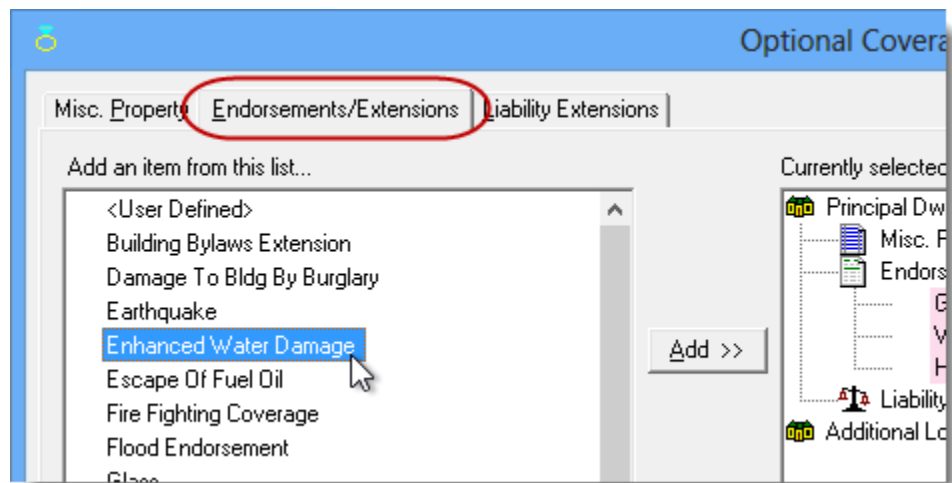 Optional Covera
Misc. Property
Endorsements/Extensions
Liability Extensions
Add an item from this list...
<User Defined>
Building Bylaws Extension
Damage To Bldg By Burglary
Earthquake
Enhanced Water Damage
Escape Of Fuel Oil
Fire Fighting Coverage
Flood Endorsement
Glass
Add >>
Currently selected
Principal Dw
Misc. P
Endors
G
V
H
Liability
Additional Lo